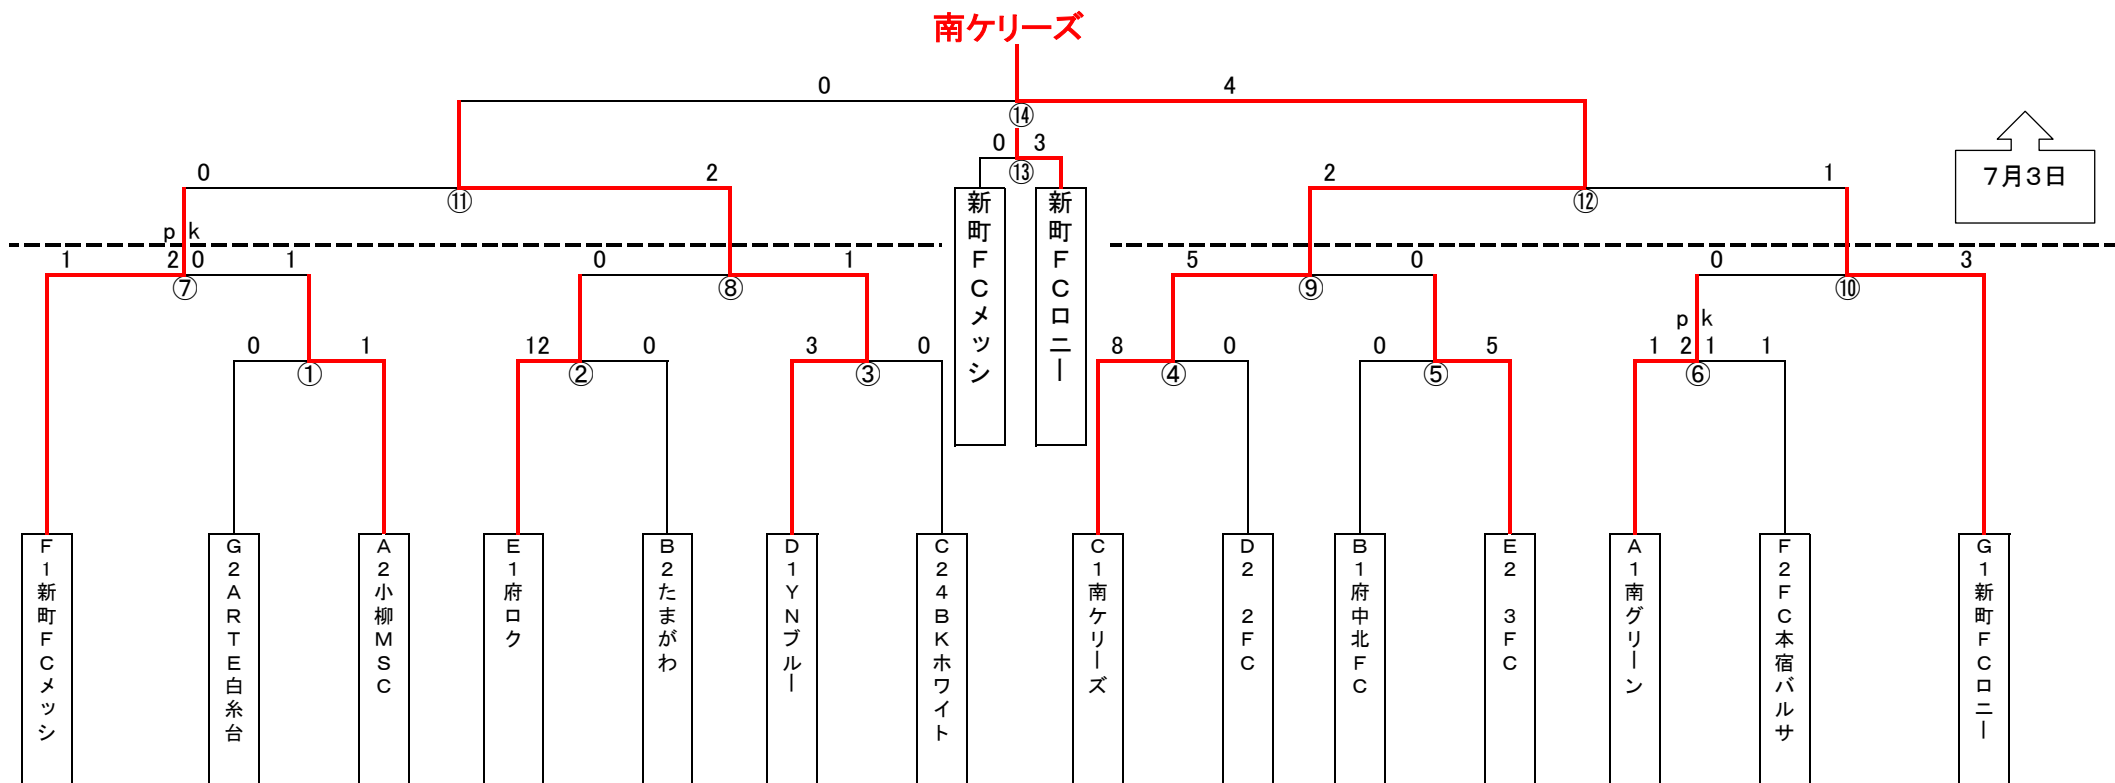 南ケリーズ
0 4
⑭
0 3
⑬
7月3日
0 2 2 1
⑪ ⑫
新町FCメッシ
新町FCロニー
pk
1 2 0 1 0 1 5 0 0 3
⑦ ⑧ ⑨ ⑩
pk
0 1 12 0 3 0 8 0 0 5 1 2 1 1
① ② ③ ④ ⑤ ⑥
F1新町FCメッシ
G2ARTE白糸台
A2小柳MSC
E1府ロク
B2たまがわ
D1YNブルー
C24BKホワイト
C1南ケリーズ
D2 2FC
B1府中北FC
E2 3FC
A1南グリーン
F2FC本宿バルサ
G1新町FCロニー